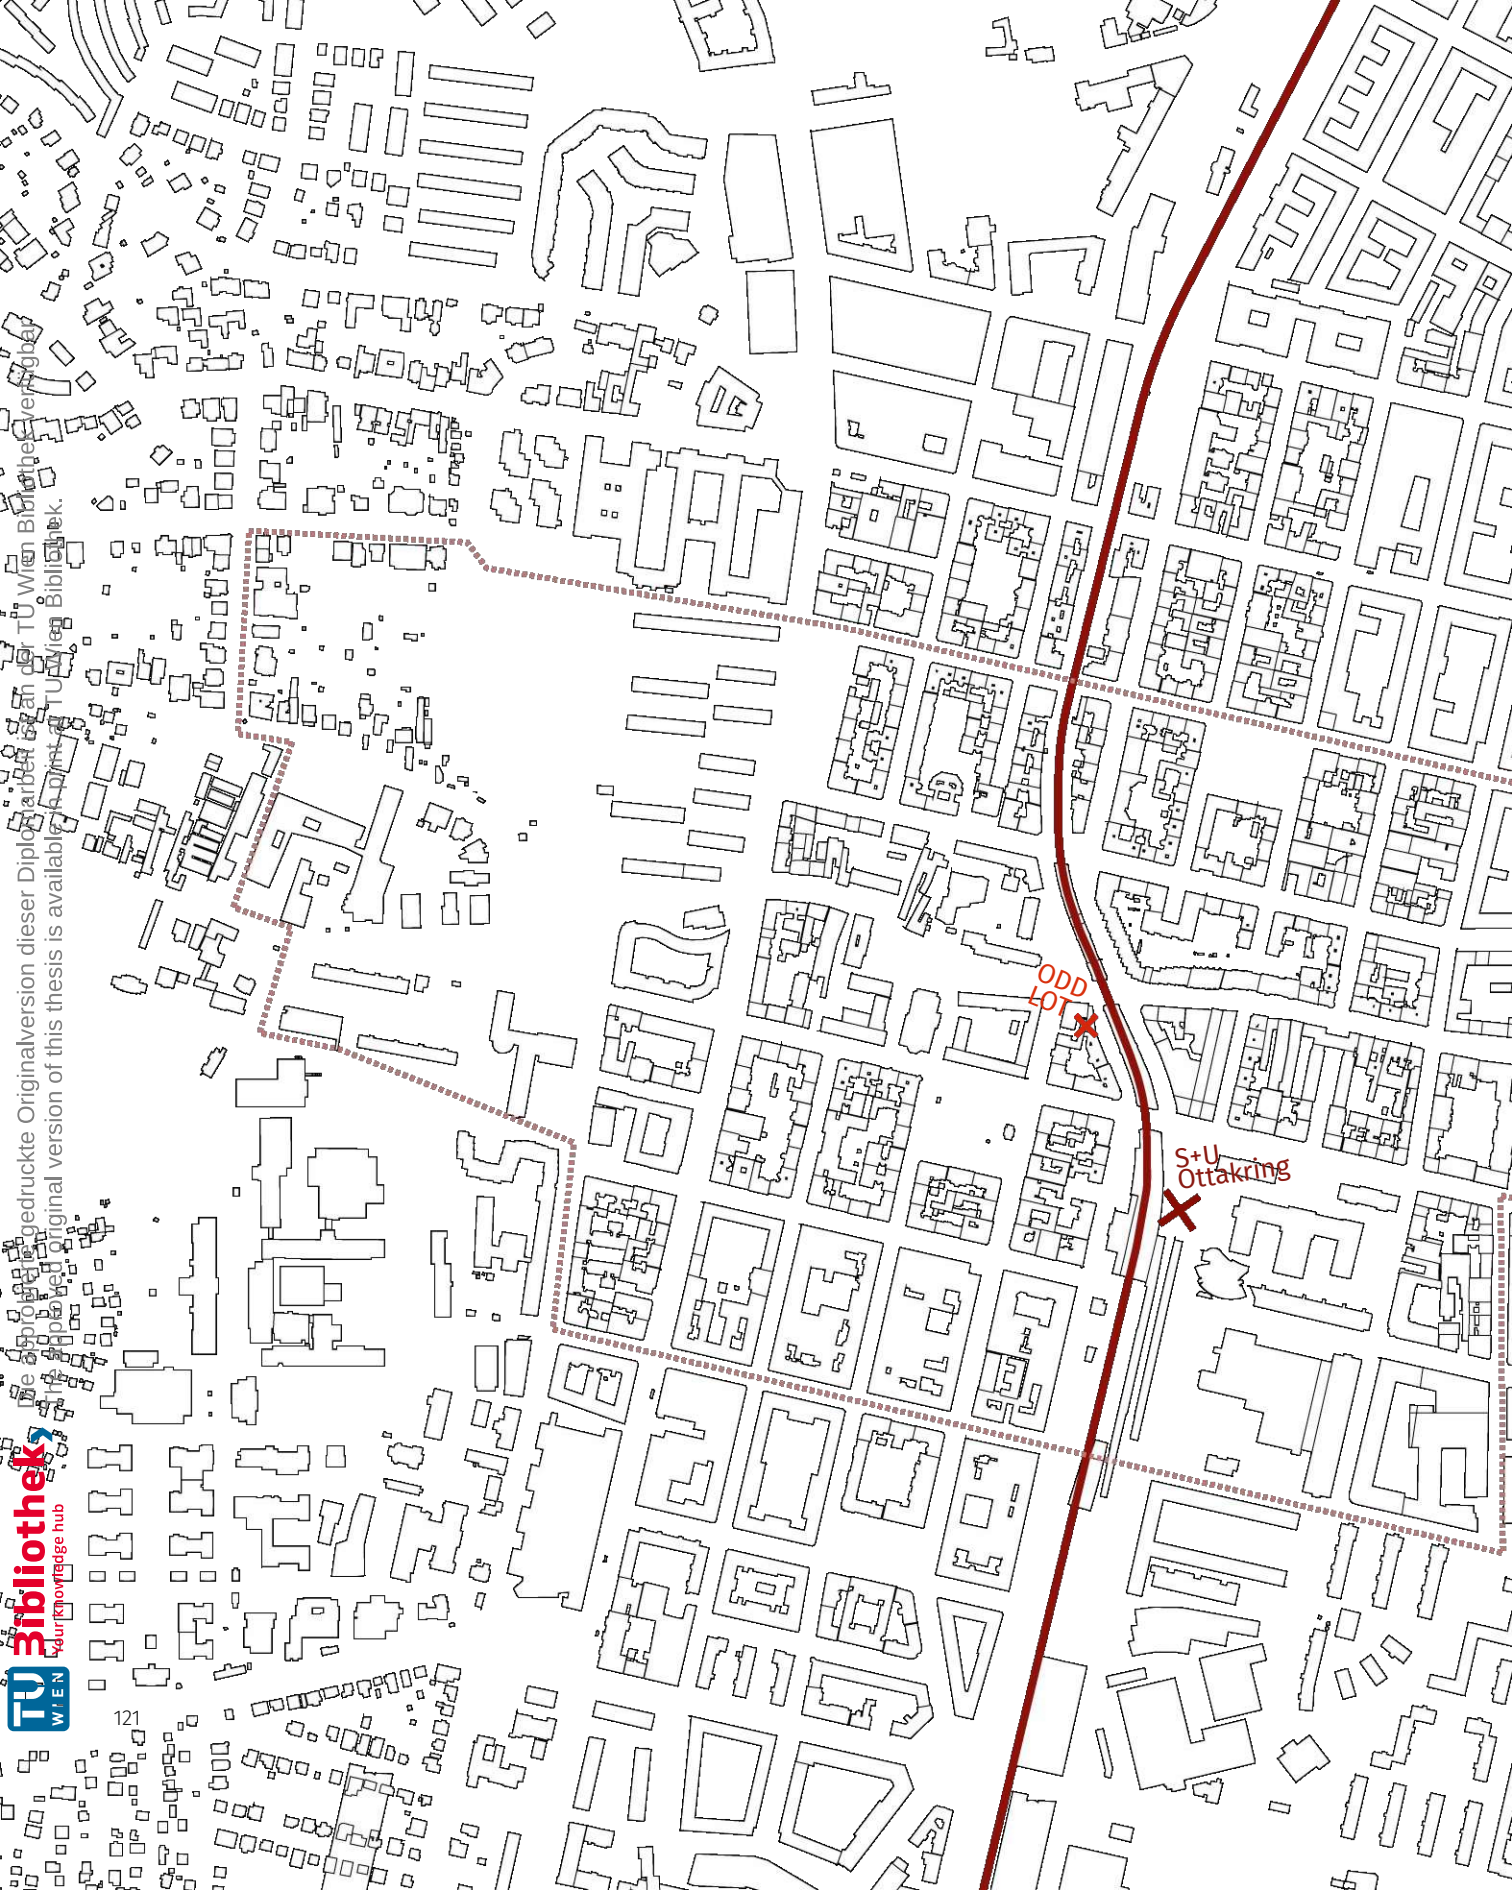 ODD
LOT
S+U
Ottakring
Die approbierte gedruckte Originalversion dieser Diplomarbeit ist an der TU Wien Bibliothek verfügbar
The approved original version of this thesis is available in print at TU Wien Bibliothek.
TU
WIEN
Bibliothek
Your knowledge hub
121